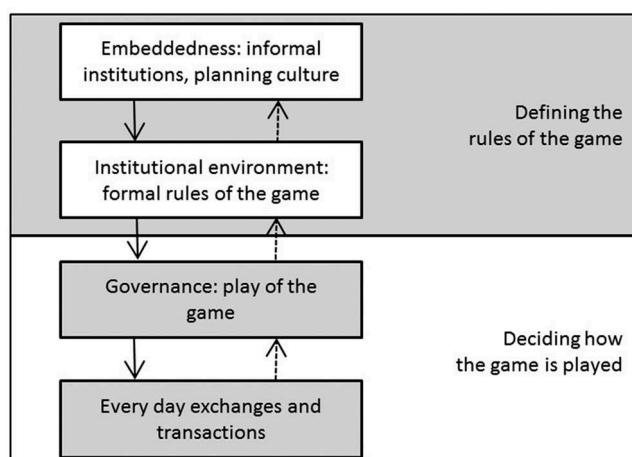 Embeddedness: informal
institutions, planning culture
Defining the
rules of the game
Institutional environment:
formal rules of the game
Governance: play of the
game
Deciding how
the game is played
Every day exchanges and
transactions